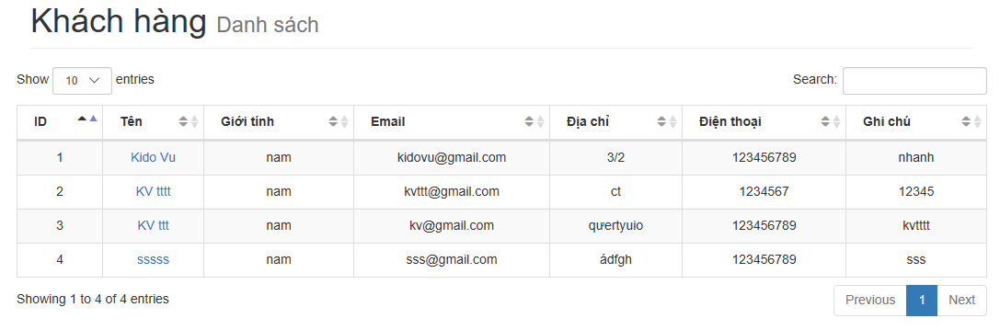 Khách hàng Danh sách
Show 10 entries Search:
ID Tên Giới tính Email Địa chỉ Điện thoại Ghi chú
1 Kido Vu nam kidovu@gmail.com 3/2 123456789 nhanh
2 KV tttt nam kvttt@gmail.com ct 1234567 12345
3 KV ttt nam kv@gmail.com qưertyuio 123456789 kvtttt
4 sssss nam sss@gmail.com ádfgh 123456789 sss
Showing 1 to 4 of 4 entries Previous 1 Next